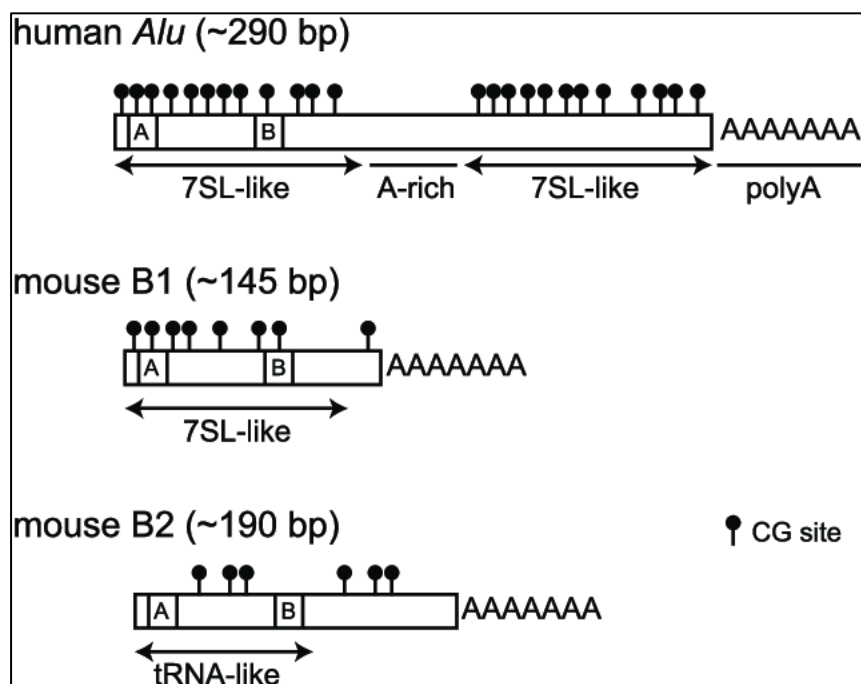 human Alu (~290 bp)
A B AAAAAAA
7SL-like A-rich 7SL-like polyA
mouse B1 (~145 bp)
A B AAAAAAA
7SL-like
mouse B2 (~190 bp)
CG site
A B AAAAAAA
tRNA-like